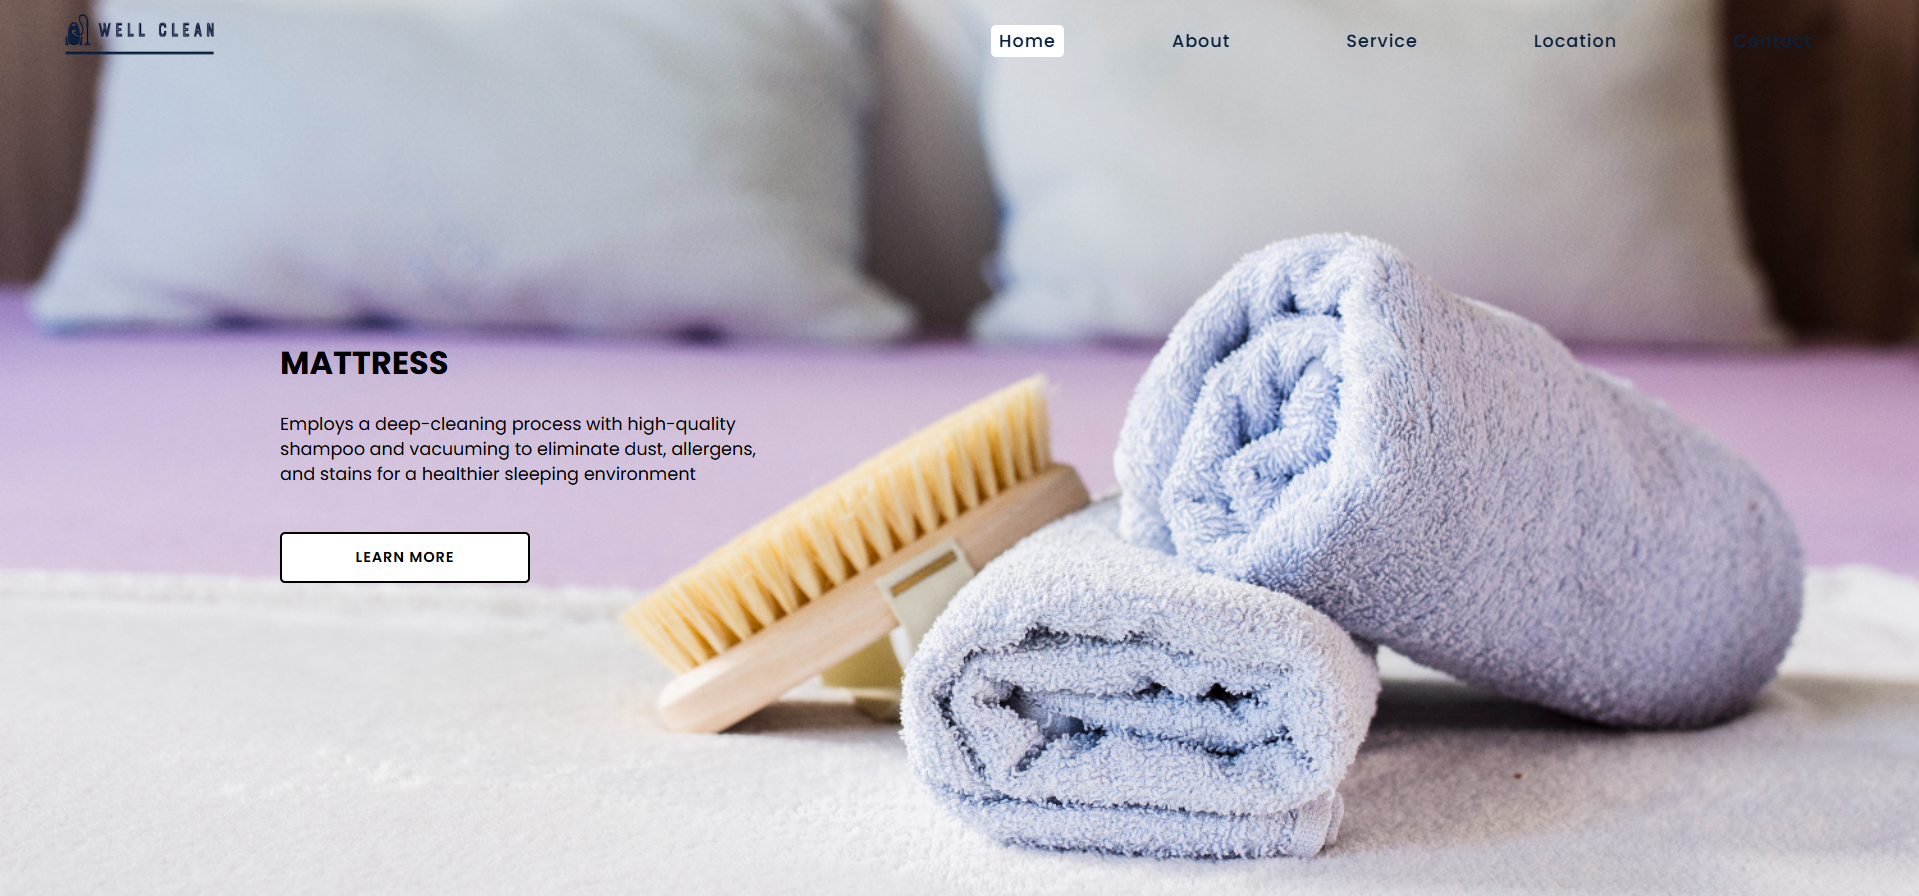 WELL CLEAN
Home
About
Service
Location
Contact
MATTRESS
Employs a deep-cleaning process with high-quality
shampoo and vacuuming to eliminate dust, allergens,
and stains for a healthier sleeping environment
LEARN MORE